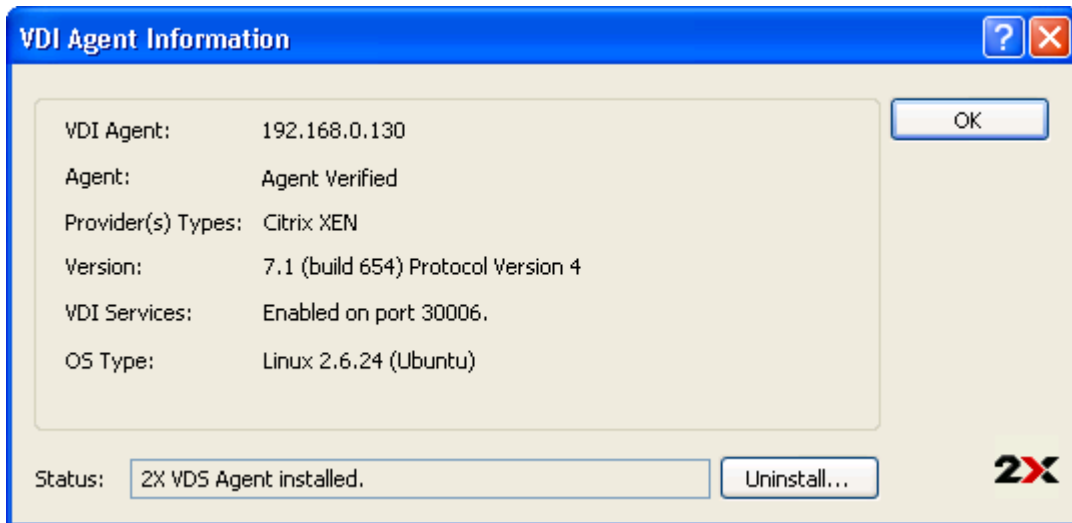 VDI Agent Information
OK
VDI Agent: 192.168.0.130
Agent: Agent Verified
Provider(s) Types: Citrix XEN
Version: 7.1 (build 654) Protocol Version 4
VDI Services: Enabled on port 30006.
OS Type: Linux 2.6.24 (Ubuntu)
Status: 2X VDS Agent installed. Uninstall...
2X